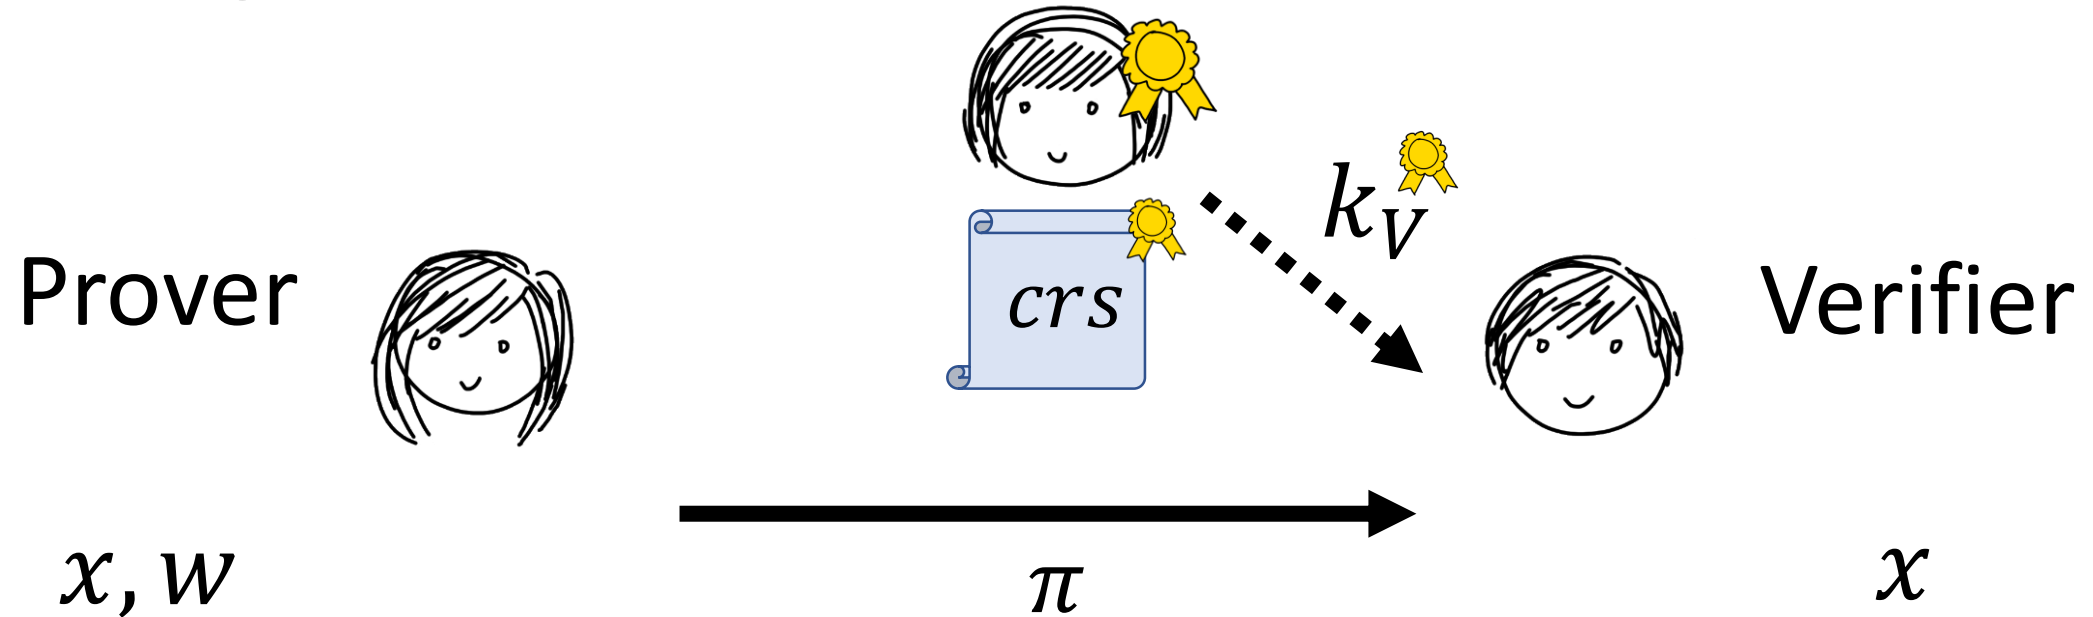 k_V
Prover
crs
Verifier
x, w
π
x